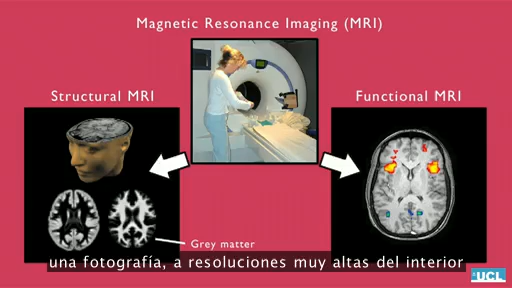 Magnetic Resonance Imaging (MRI)
Structural MRI
Functional MRI
Grey matter
una fotografía, a resoluciones muy altas del interior
UCL